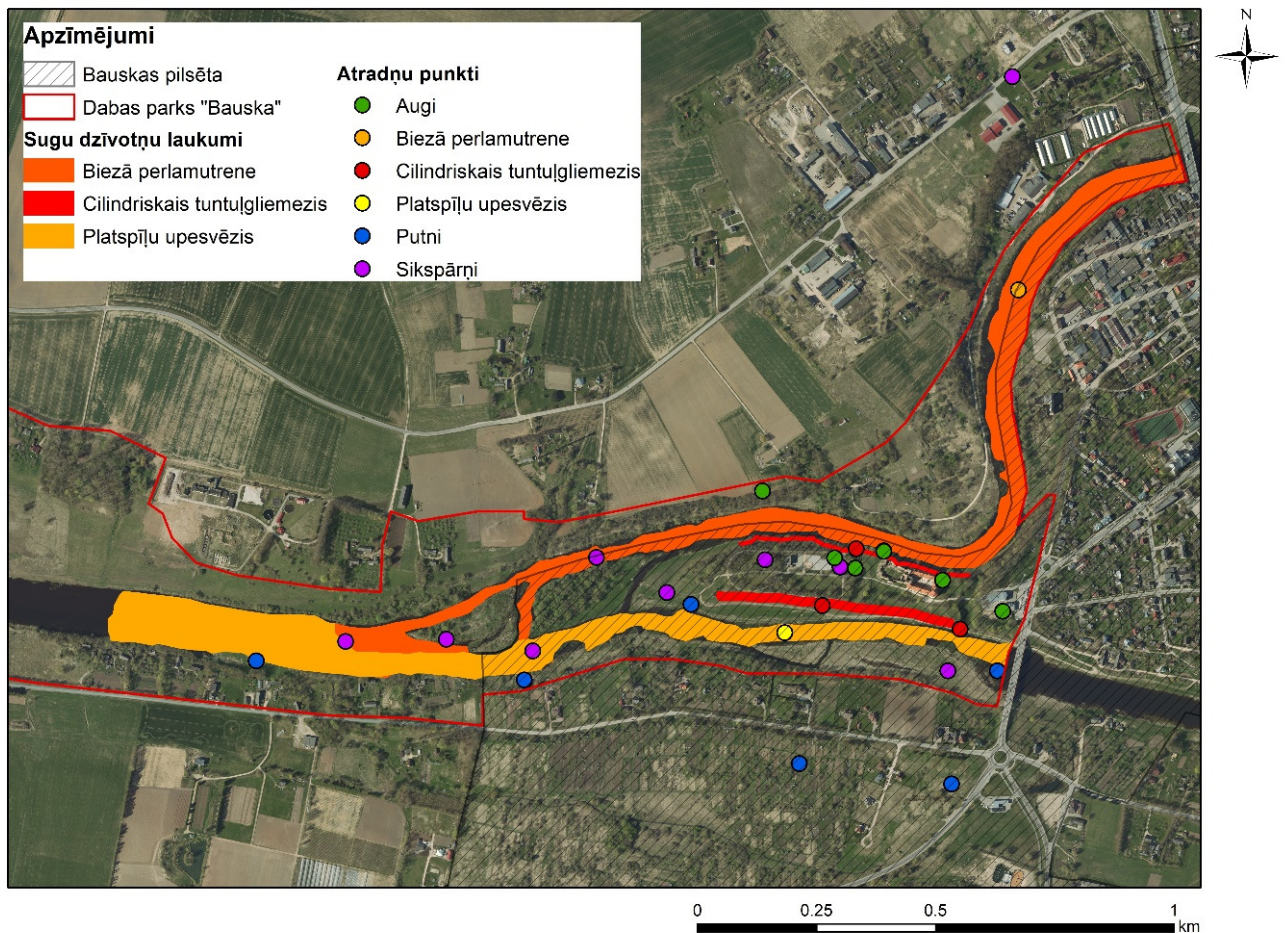 Apzīmējumi
Bauskas pilsēta
Dabas parks "Bauska"
Sugu dzīvotņu laukumi
Biezā perlamutrene
Cilindriskais tuntuļgliemezis
Platspīļu upesvēzis
Atradņu punkti
Augi
Biezā perlamutrene
Cilindriskais tuntuļgliemezis
Platspīļu upesvēzis
Putni
Sikspārņi
N
0 0.25 0.5 1
km